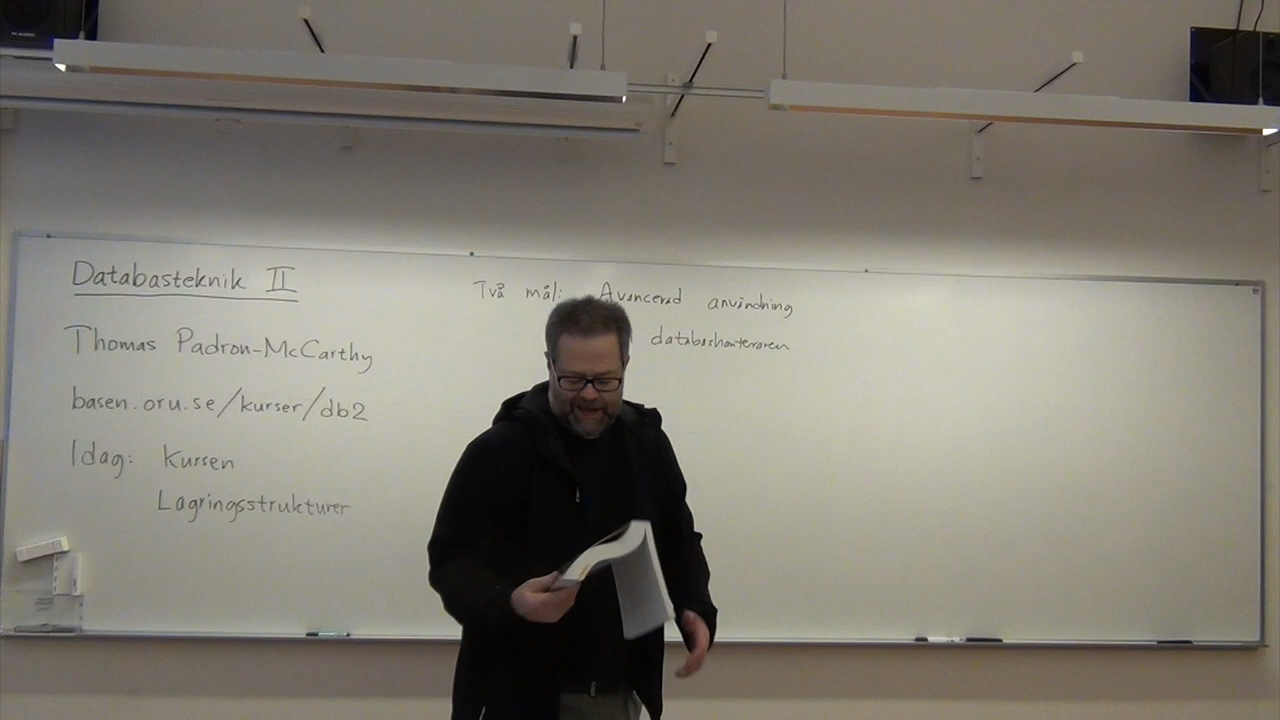 Databasteknik II
Thomas Padron-McCarthy
basen.oru.se/kurser/db2
Idag: Kursen
Lagringsstrukturer
Två mål: Avancerad användning
databashanteraren